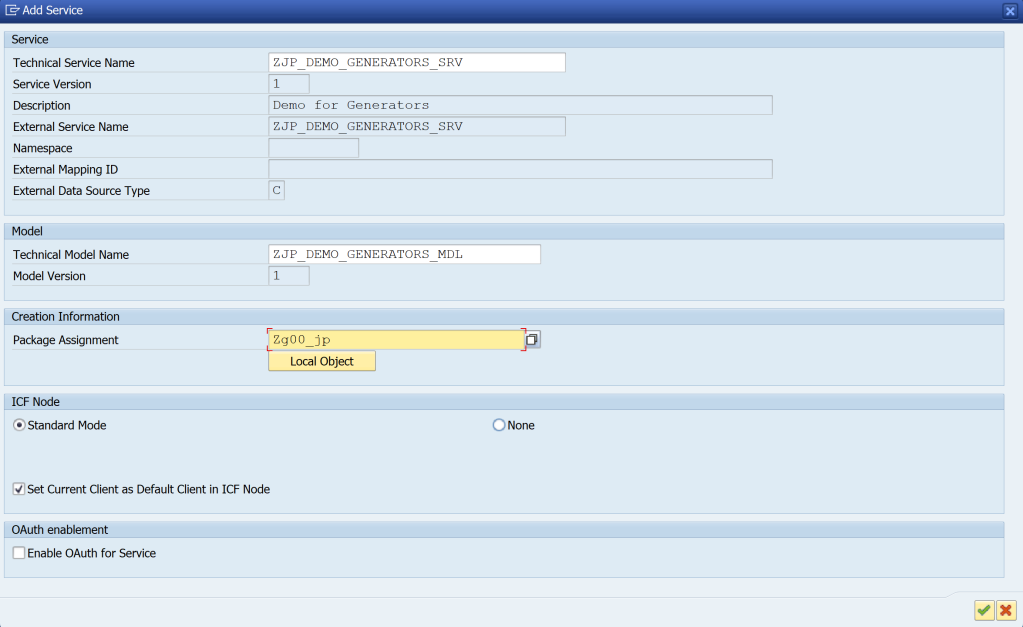 Add Service
Service
Technical Service Name ZJP_DEMO_GENERATORS_SRV
Service Version 1
Description Demo for Generators
External Service Name ZJP_DEMO_GENERATORS_SRV
Namespace
External Mapping ID
External Data Source Type C
Model
Technical Model Name ZJP_DEMO_GENERATORS_MDL
Model Version 1
Creation Information
Package Assignment Zg00_jp
Local Object
ICF Node
Standard Mode None
Set Current Client as Default Client in ICF Node
OAuth enablement
Enable OAuth for Service